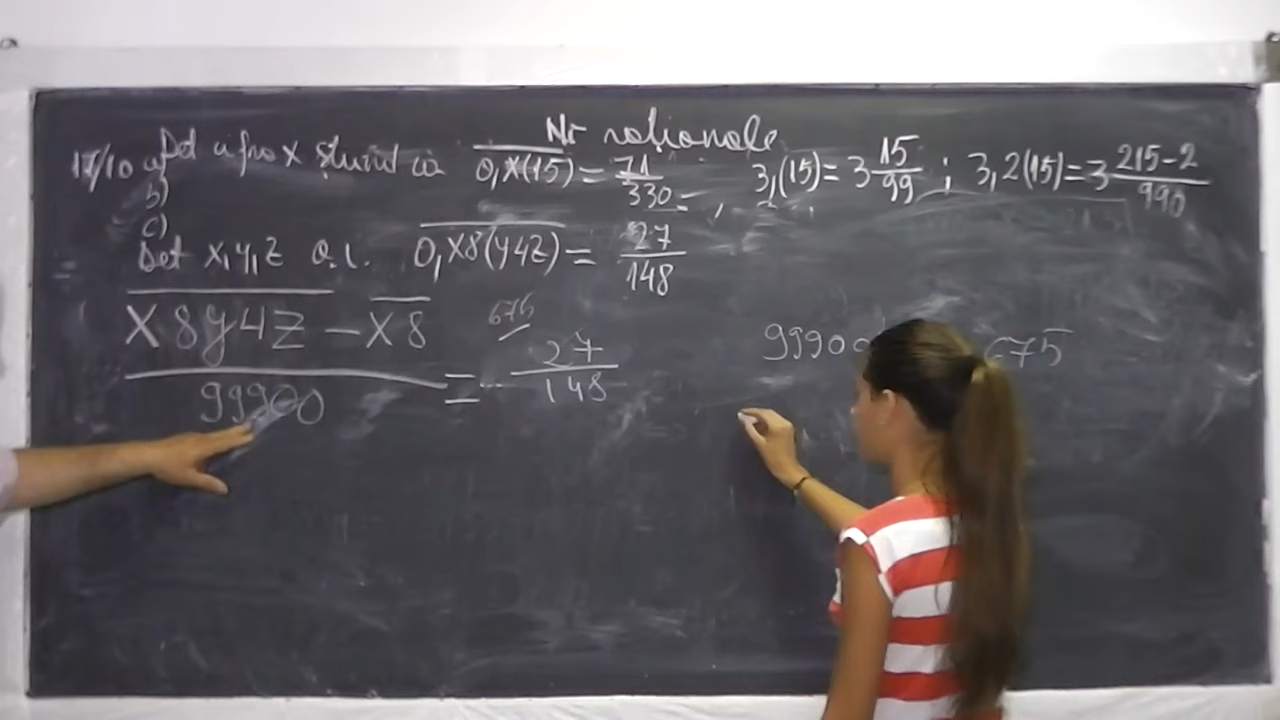 Nr raționale
17/10 a) Det cifra x știind că 0,x(15) = 71/330 ; 3,(15) = 3 15/99 ; 3,2(15) = 3 215-2/990
b)
c)
Det x,y,z a.î. 0,x8(y4z) = 27/148
x8y4z - x8 / 99900 = 27/148
675
9990
675